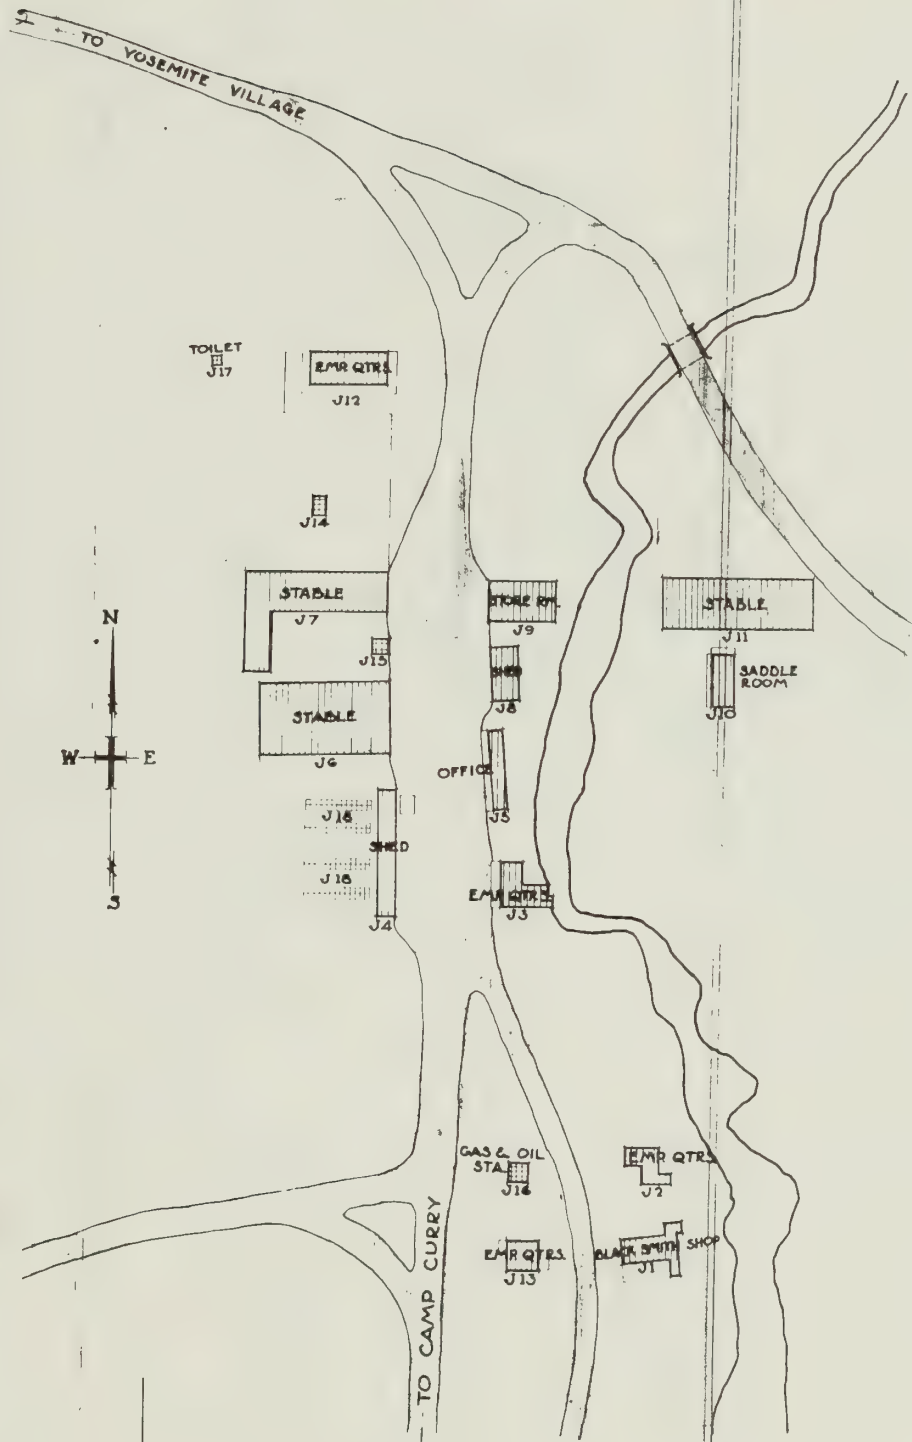 TO YOSEMITE VILLAGE
TOILET
J17
EMR QTRS.
J12
J14
STABLE
J7
STORE RM.
J9
STABLE
J11
N
J15
SHED
J8
SADDLE
ROOM
J10
STABLE
J6
W E
OFFICE
J5
J18
SHED
J18
S
J4
EMR QTRS.
J3
GAS & OIL
STA.
J16
EMR QTRS.
J2
EMR QTRS.
J13
BLACKSMITH SHOP
J1
TO CAMP CURRY